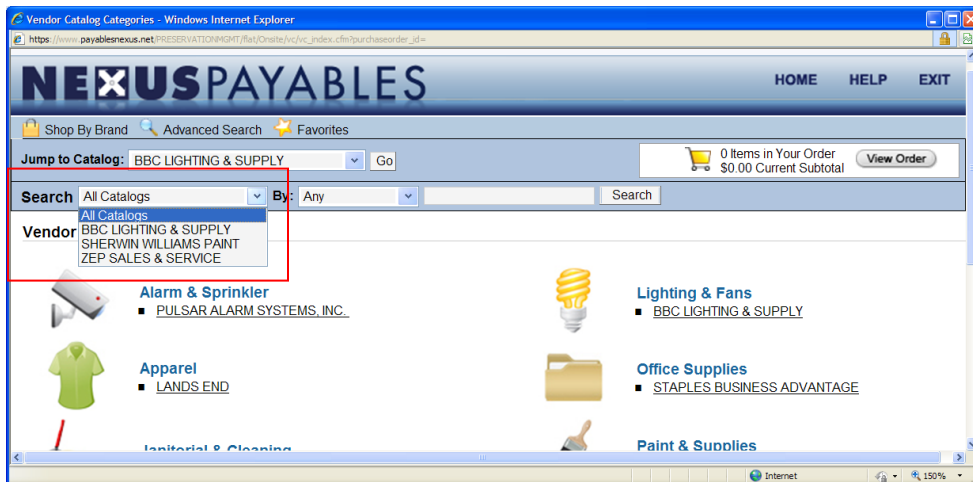 Vendor Catalog Categories - Windows Internet Explorer
https://www.payablesnexus.net/PRESERVATIONMGMT/flat/Onsite/vc/vc_index.cfm?purchaseorder_id=
NEXUSPAYABLES
HOME HELP EXIT
Shop By Brand Advanced Search Favorites
Jump to Catalog: BBC LIGHTING & SUPPLY Go
0 Items in Your Order
$0.00 Current Subtotal
View Order
Search All Catalogs By: Any Search
All Catalogs
BBC LIGHTING & SUPPLY
SHERWIN WILLIAMS PAINT
ZEP SALES & SERVICE
Vendor
Alarm & Sprinkler
PULSAR ALARM SYSTEMS, INC.
Lighting & Fans
BBC LIGHTING & SUPPLY
Apparel
LANDS END
Office Supplies
STAPLES BUSINESS ADVANTAGE
Janitorial & Cleaning
Paint & Supplies
Internet 150%